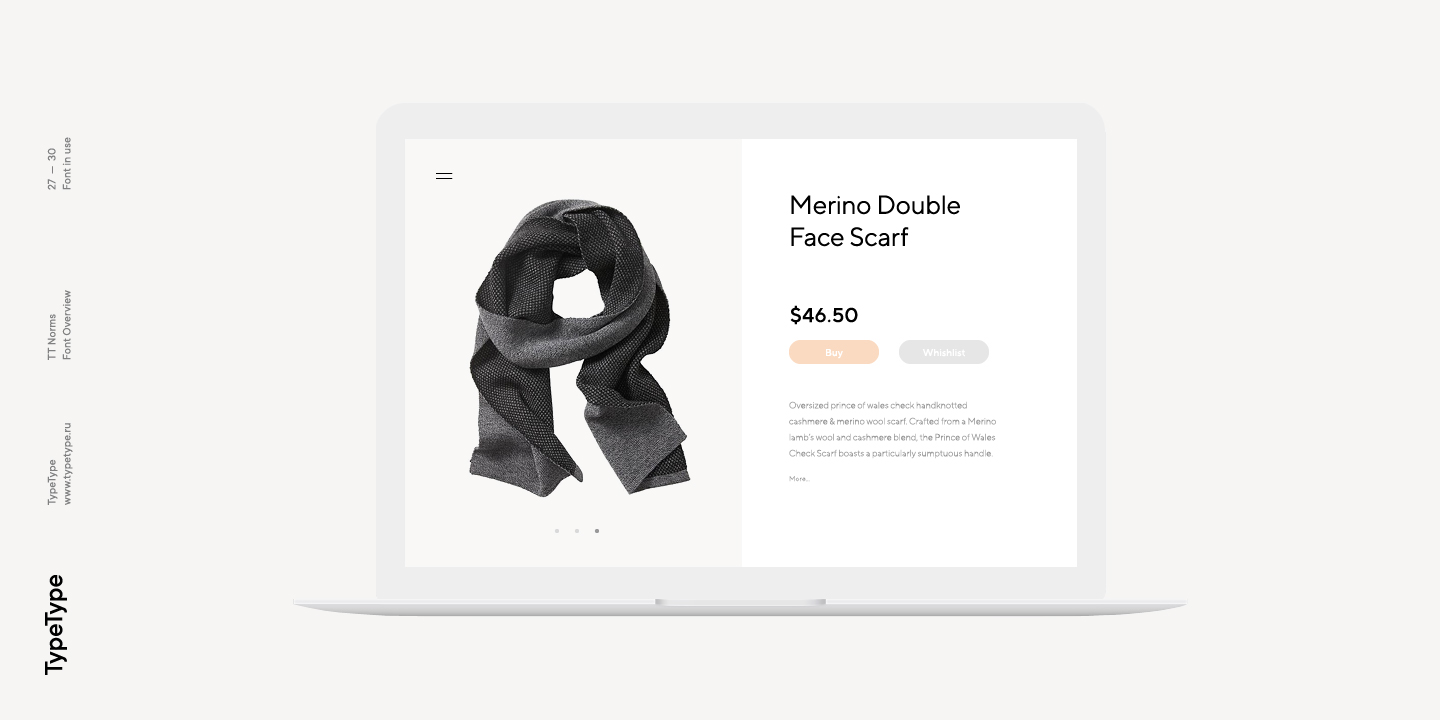 27 — 30
Font in use
TT Norms
Font Overview
TypeType
www.typetype.ru
TypeType
Merino Double
Face Scarf
$46.50
Buy
Whishlist
Oversized prince of wales check handknotted
cashmere & merino wool scarf. Crafted from a Merino
lamb's wool and cashmere blend, the Prince of Wales
Check Scarf boasts a particularly sumptuous handle.
More...